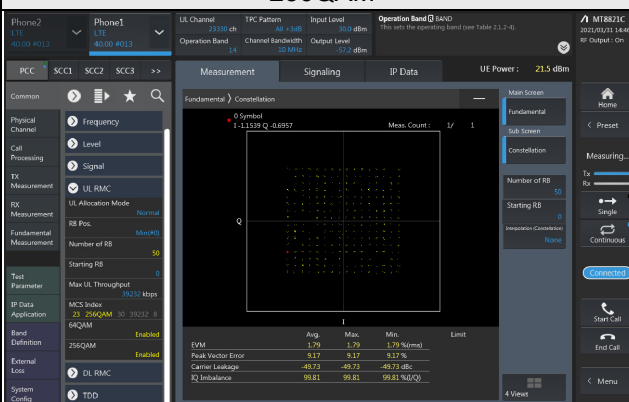 256QAM
Phone2
LTE
40.00 #013
Phone1
LTE
40.00 #013
UL Channel
23330 ch
TPC Pattern
All +3dB
Input Level
30.0 dBm
Operation Band
14
Channel Bandwidth
10 MHz
Output Level
-57.2 dBm
Operation Band BAND
This sets the operating band (see Table 2.1.2-4).
MT8821C
2021/03/31 14:46
RF Output : On
PCC
SCC1
SCC2
SCC3
>>
Measurement
Signaling
IP Data
UE Power : 21.5 dBm
Common
Physical Channel
Call Processing
TX Measurement
RX Measurement
Fundamental Measurement
Test Parameter
IP Data Application
Band Definition
External Loss
System Config
Frequency
Level
Signal
UL RMC
UL Allocation Mode
Normal
RB Pos.
Min(#0)
Number of RB
50
Starting RB
0
Max UL Throughput
39232 kbps
MCS Index
23 256QAM 30 39232 8
64QAM
Enabled
256QAM
Enabled
DL RMC
TDD
Fundamental > Constellation
0 Symbol
I -1.1539 Q -0.6957
Meas. Count : 1/ 1
Q
I
Avg. Max. Min. Limit
EVM 1.79 1.79 1.79 %(rms)
Peak Vector Error 9.17 9.17 9.17 %
Carrier Leakage -49.73 -49.73 -49.73 dBc
IQ Imbalance 99.81 99.81 99.81 %(I/Q)
Main Screen
Fundamental
Sub Screen
Constellation
Number of RB
50
Starting RB
0
Interpolation (Constellation)
None
4 Views
Home
< Preset
Measuring...
Tx
Rx
Single
Continuous
Connected
Start Call
End Call
< Menu